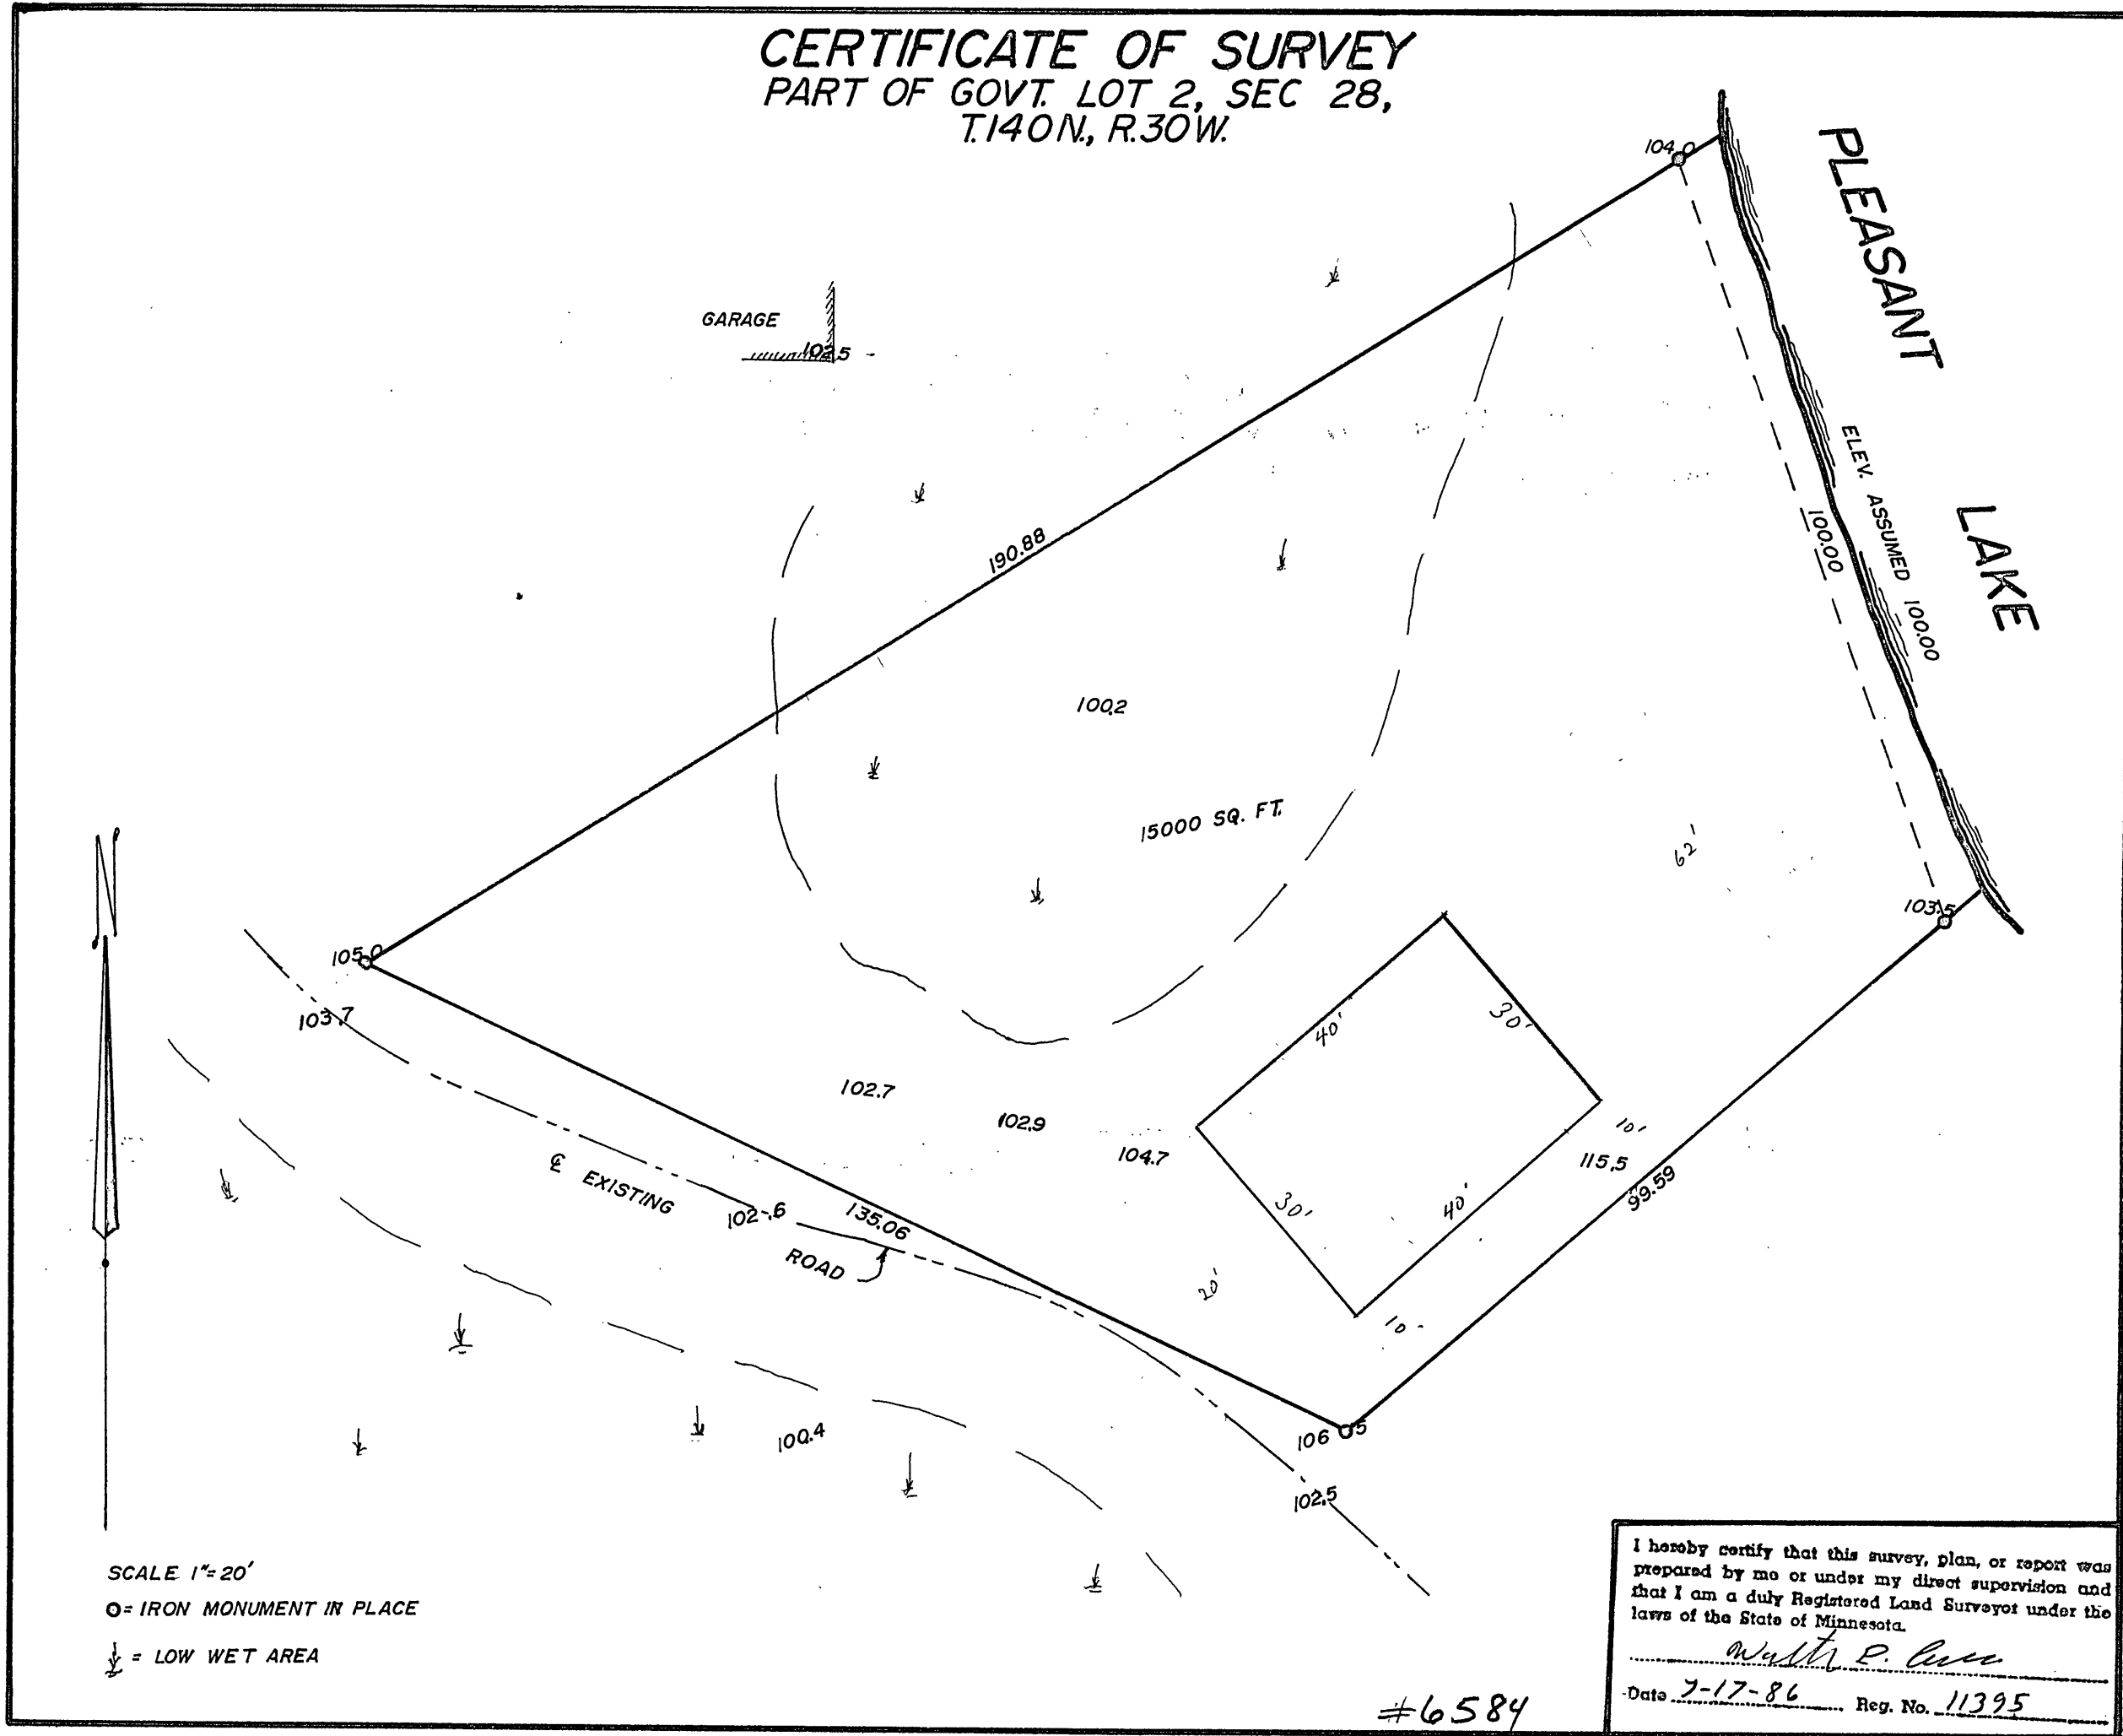 CERTIFICATE OF SURVEY
PART OF GOVT. LOT 2, SEC 28,
T.140N., R.30W.
104.0
PLEASANT
LAKE
GARAGE
102.5
ELEV. ASSUMED 100.00
100.00
190.88
100.2
15000 SQ. FT.
62'
103.5
105.0
103.7
40'
30'
102.7
102.9
104.7
10'
115.5
99.59
℄ EXISTING
ROAD
102.6
135.06
30'
40'
20'
10'
106.5
100.4
102.5
SCALE 1"=20'
O= IRON MONUMENT IN PLACE
= LOW WET AREA
I hereby certify that this survey, plan, or report was
prepared by me or under my direct supervision and
that I am a duly Registered Land Surveyor under the
laws of the State of Minnesota.
Date 7-17-86 Reg. No. 11395
#6584